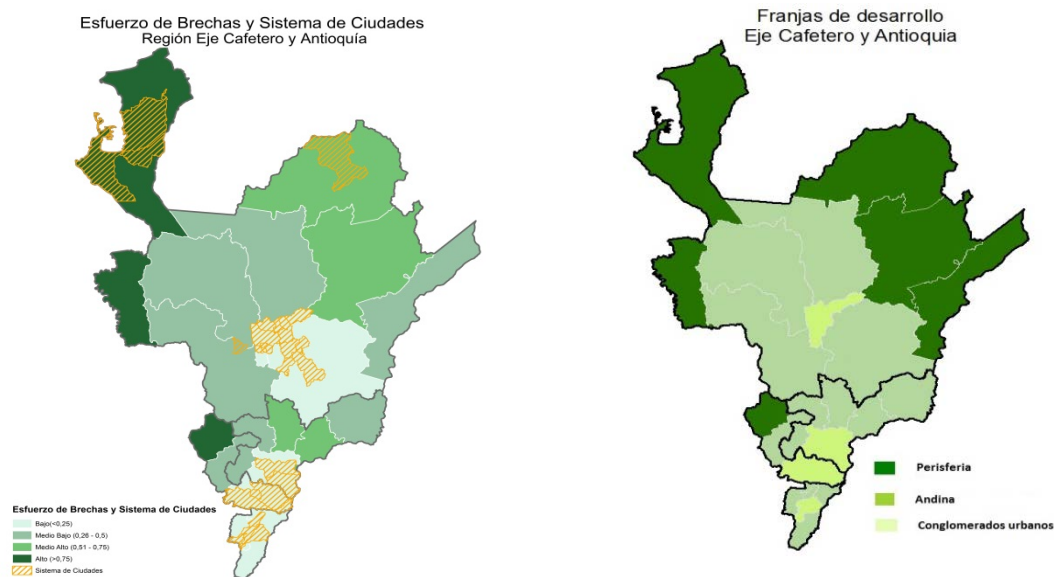 Esfuerzo de Brechas y Sistema de Ciudades
Región Eje Cafetero y Antioquía
Esfuerzo de Brechas y Sistema de Ciudades
Bajo(<0,25)
Medio Bajo (0,26 - 0,5)
Medio Alto (0,51 - 0,75)
Alto (>0,75)
Sistema de Ciudades
Franjas de desarrollo
Eje Cafetero y Antioquia
Perisferia
Andina
Conglomerados urbanos